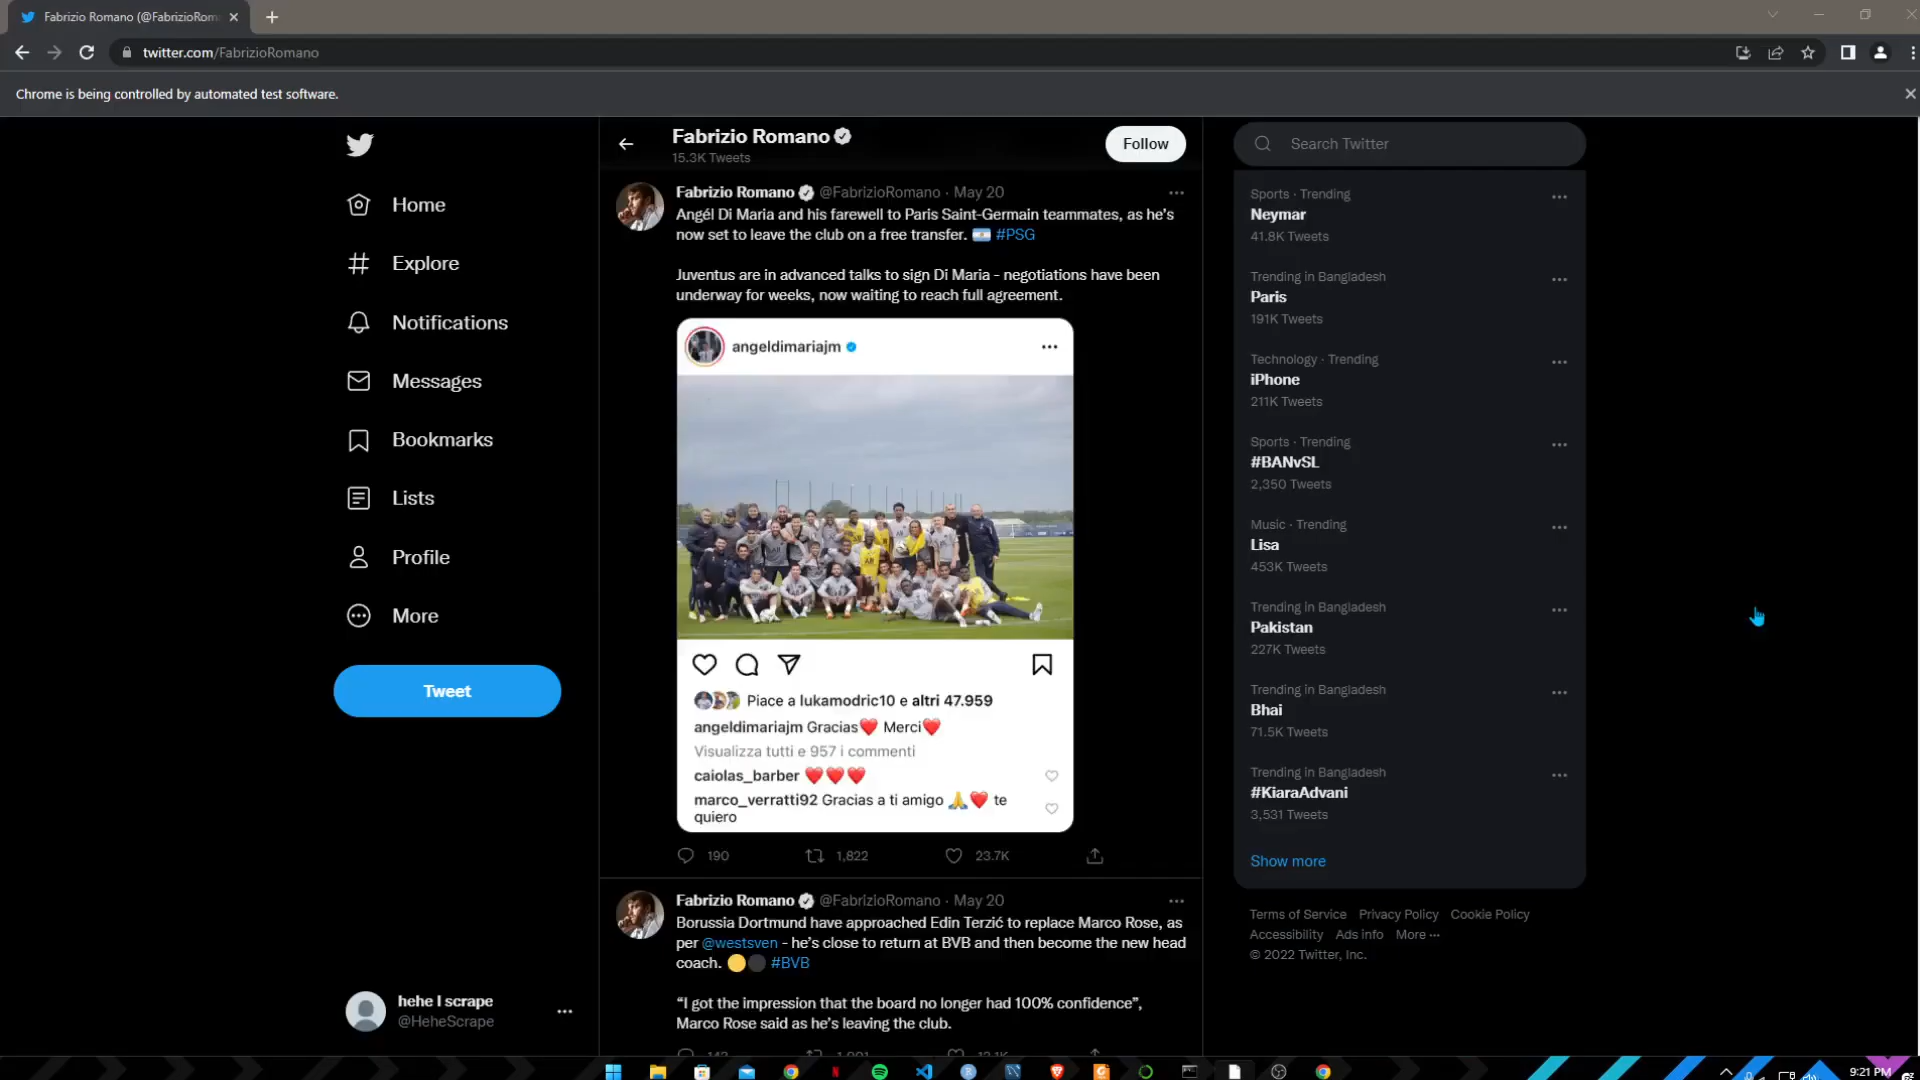 Fabrizio Romano (@FabrizioRom
twitter.com/FabrizioRomano
Chrome is being controlled by automated test software.
Home
Explore
Notifications
Messages
Bookmarks
Lists
Profile
More
Tweet
hehe I scrape
@HeheScrape
Fabrizio Romano
15.3K Tweets
Follow
Fabrizio Romano @FabrizioRomano · May 20
Angél Di Maria and his farewell to Paris Saint-Germain teammates, as he's
now set to leave the club on a free transfer. 🇦🇷 #PSG
Juventus are in advanced talks to sign Di Maria - negotiations have been
underway for weeks, now waiting to reach full agreement.
angeldimariajm
Piace a lukamodric10 e altri 47.959
angeldimariajm Gracias❤️ Merci❤️
Visualizza tutti e 957 i commenti
caiolas_barber ❤️❤️❤️
marco_verratti92 Gracias a ti amigo 🙏❤️ te
quiero
190 1,822 23.7K
Fabrizio Romano @FabrizioRomano · May 20
Borussia Dortmund have approached Edin Terzić to replace Marco Rose, as
per @westsven - he's close to return at BVB and then become the new head
coach. 🟡⚫ #BVB
“I got the impression that the board no longer had 100% confidence”,
Marco Rose said as he's leaving the club.
Search Twitter
Sports · Trending
Neymar
41.8K Tweets
Trending in Bangladesh
Paris
191K Tweets
Technology · Trending
iPhone
211K Tweets
Sports · Trending
#BANvSL
2,350 Tweets
Music · Trending
Lisa
453K Tweets
Trending in Bangladesh
Pakistan
227K Tweets
Trending in Bangladesh
Bhai
71.5K Tweets
Trending in Bangladesh
#KiaraAdvani
3,531 Tweets
Show more
Terms of Service Privacy Policy Cookie Policy
Accessibility Ads info More ···
© 2022 Twitter, Inc.
9:21 PM